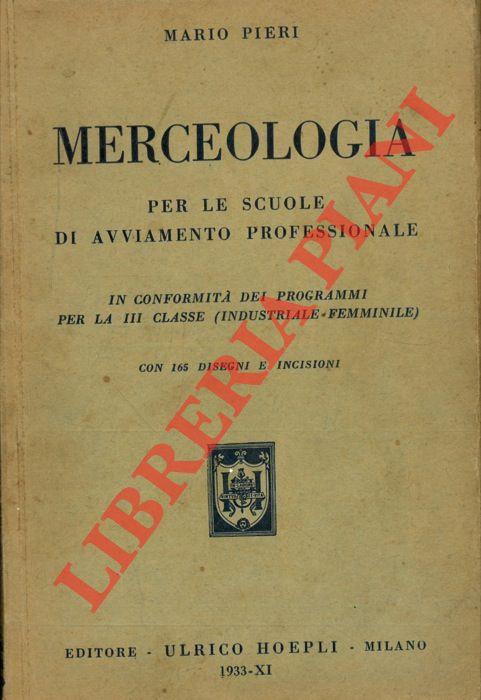 MARIO PIERI
MERCEOLOGIA
PER LE SCUOLE
DI AVVIAMENTO PROFESSIONALE
IN CONFORMITÀ DEI PROGRAMMI
PER LA III CLASSE (INDUSTRIALE-FEMMINILE)
CON 165 DISEGNI E INCISIONI
EDITORE - ULRICO HOEPLI - MILANO
1933-XI
LIBRERIA PIANI